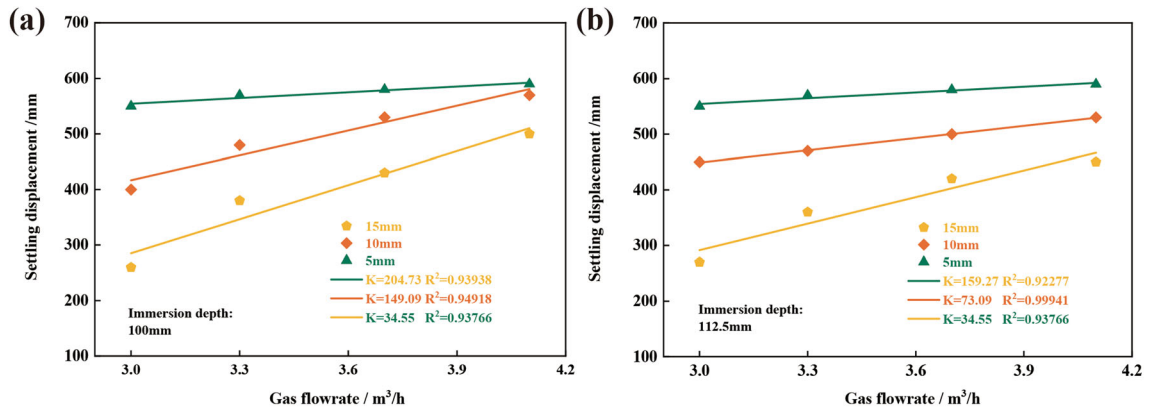 (a)
700
600
500
400
300
200
100
Settling displacement /mm
15mm
10mm
5mm
K=204.73 R²=0.93938
K=149.09 R²=0.94918
K=34.55 R²=0.93766
Immersion depth:
100mm
3.0 3.3 3.6 3.9 4.2
Gas flowrate / m³/h
(b)
700
600
500
400
300
200
100
Settling displacement /mm
15mm
10mm
5mm
K=159.27 R²=0.92277
K=73.09 R²=0.99941
K=34.55 R²=0.93766
Immersion depth:
112.5mm
3.0 3.3 3.6 3.9 4.2
Gas flowrate / m³/h